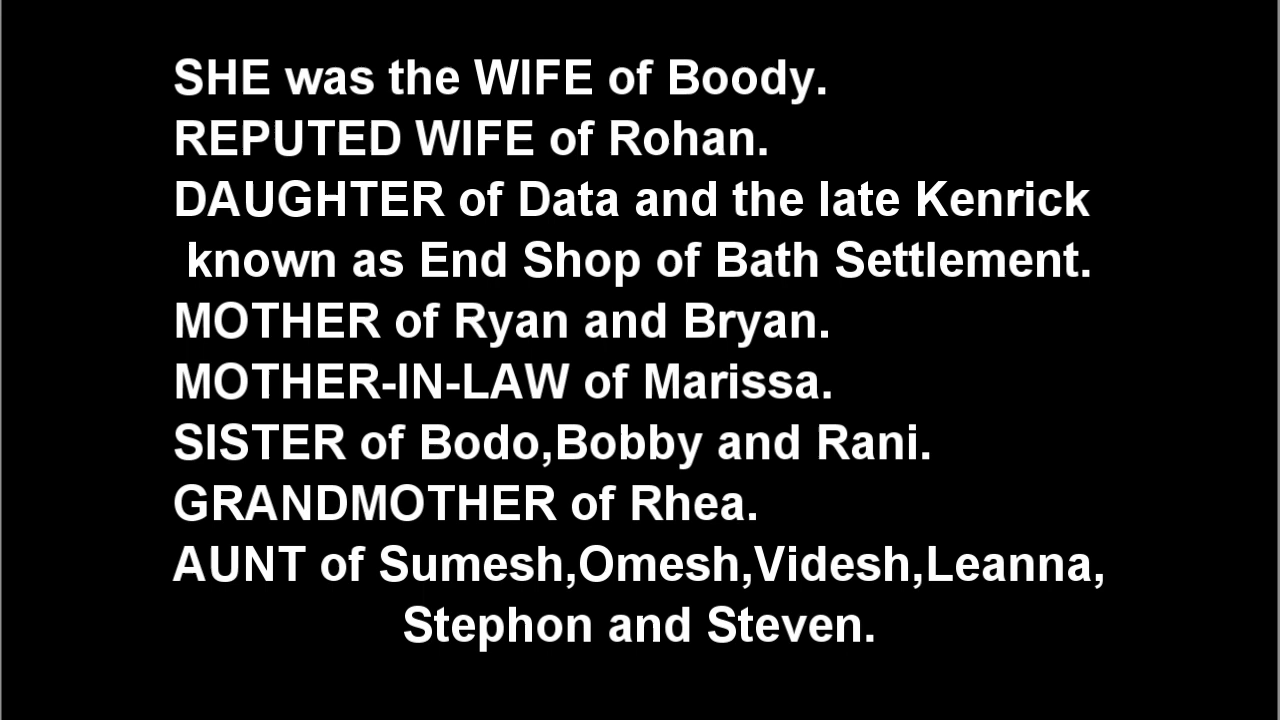 SHE was the WIFE of Boody.
REPUTED WIFE of Rohan.
DAUGHTER of Data and the late Kenrick
known as End Shop of Bath Settlement.
MOTHER of Ryan and Bryan.
MOTHER-IN-LAW of Marissa.
SISTER of Bodo,Bobby and Rani.
GRANDMOTHER of Rhea.
AUNT of Sumesh,Omesh,Videsh,Leanna,
Stephon and Steven.